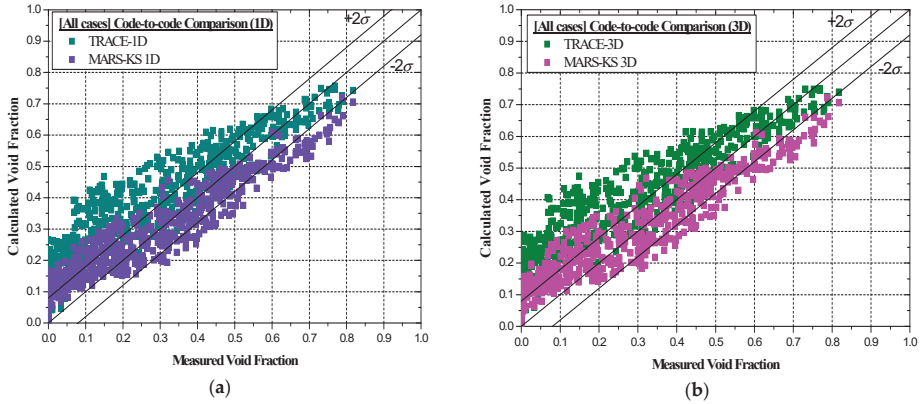 [All cases] Code-to-code Comparison (1D)
TRACE-1D
MARS-KS 1D
+2σ
-2σ
1.0
0.9
0.8
0.7
0.6
0.5
0.4
0.3
0.2
0.1
0.0
Calculated Void Fraction
0.0 0.1 0.2 0.3 0.4 0.5 0.6 0.7 0.8 0.9 1.0
Measured Void Fraction
(a)
[All cases] Code-to-code Comparison (3D)
TRACE-3D
MARS-KS 3D
+2σ
-2σ
1.0
0.9
0.8
0.7
0.6
0.5
0.4
0.3
0.2
0.1
0.0
Calculated Void Fraction
0.0 0.1 0.2 0.3 0.4 0.5 0.6 0.7 0.8 0.9 1.0
Measured Void Fraction
(b)